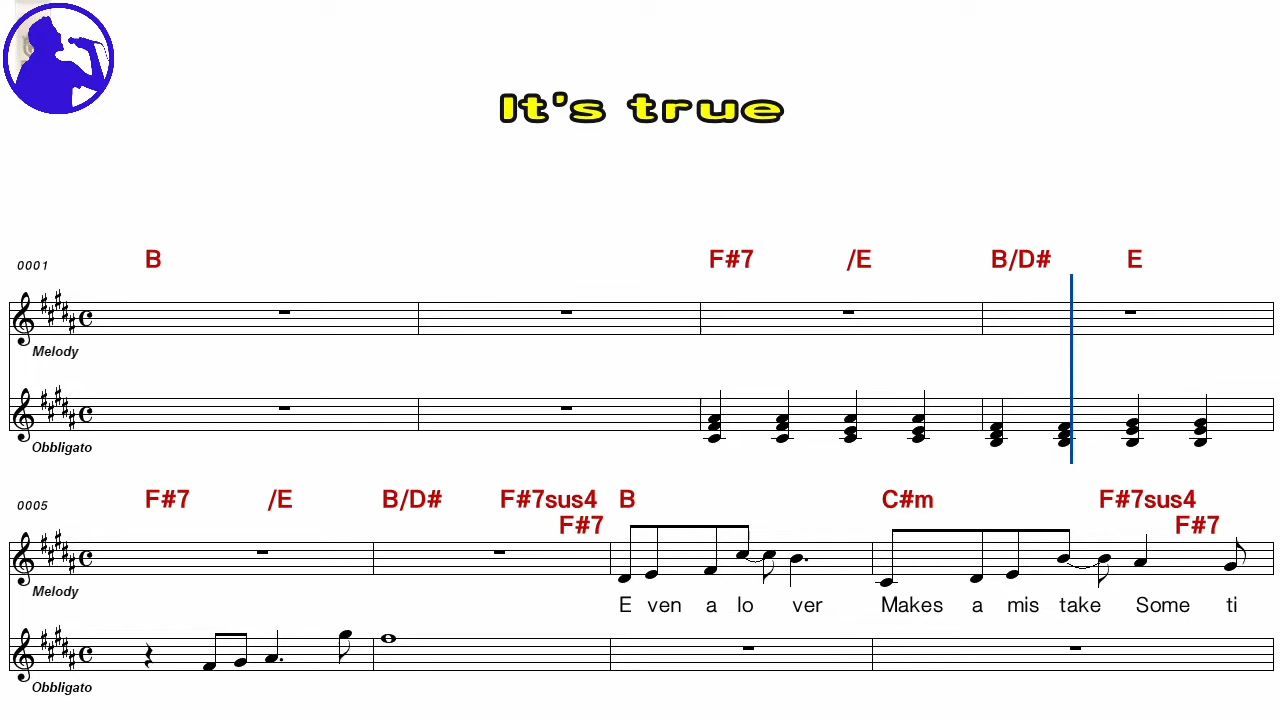 It's true
0001 B F#7 /E B/D# E
Melody
Obbligato
0005 F#7 /E B/D# F#7sus4 B C#m F#7sus4
F#7 F#7
Melody
E ven a lo ver Makes a mis take Some ti
Obbligato